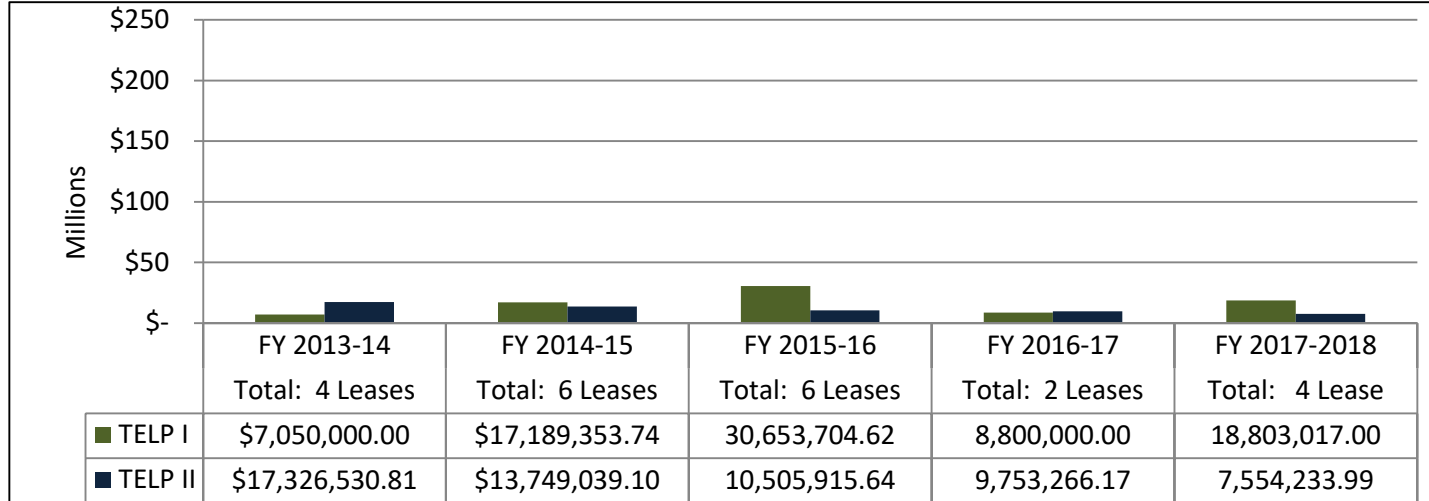 $250
$200
$150
$100
$50
$-
Millions
FY 2013-14 FY 2014-15 FY 2015-16 FY 2016-17 FY 2017-2018
Total: 4 Leases Total: 6 Leases Total: 6 Leases Total: 2 Leases Total: 4 Lease
TELP I $7,050,000.00 $17,189,353.74 30,653,704.62 8,800,000.00 18,803,017.00
TELP II $17,326,530.81 $13,749,039.10 10,505,915.64 9,753,266.17 7,554,233.99